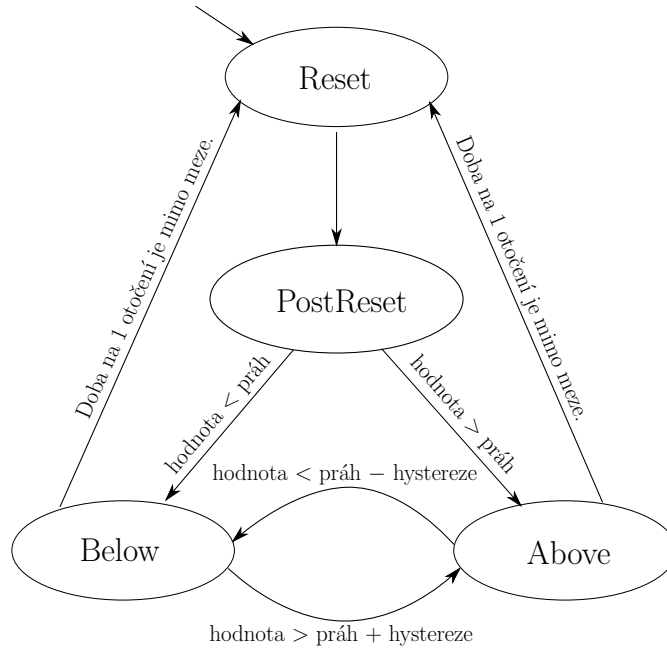 Reset
Doba na 1 otočení je mimo meze.
Doba na 1 otočení je mimo meze.
PostReset
hodnota < práh
hodnota > práh
hodnota < práh − hystereze
Below
Above
hodnota > práh + hystereze